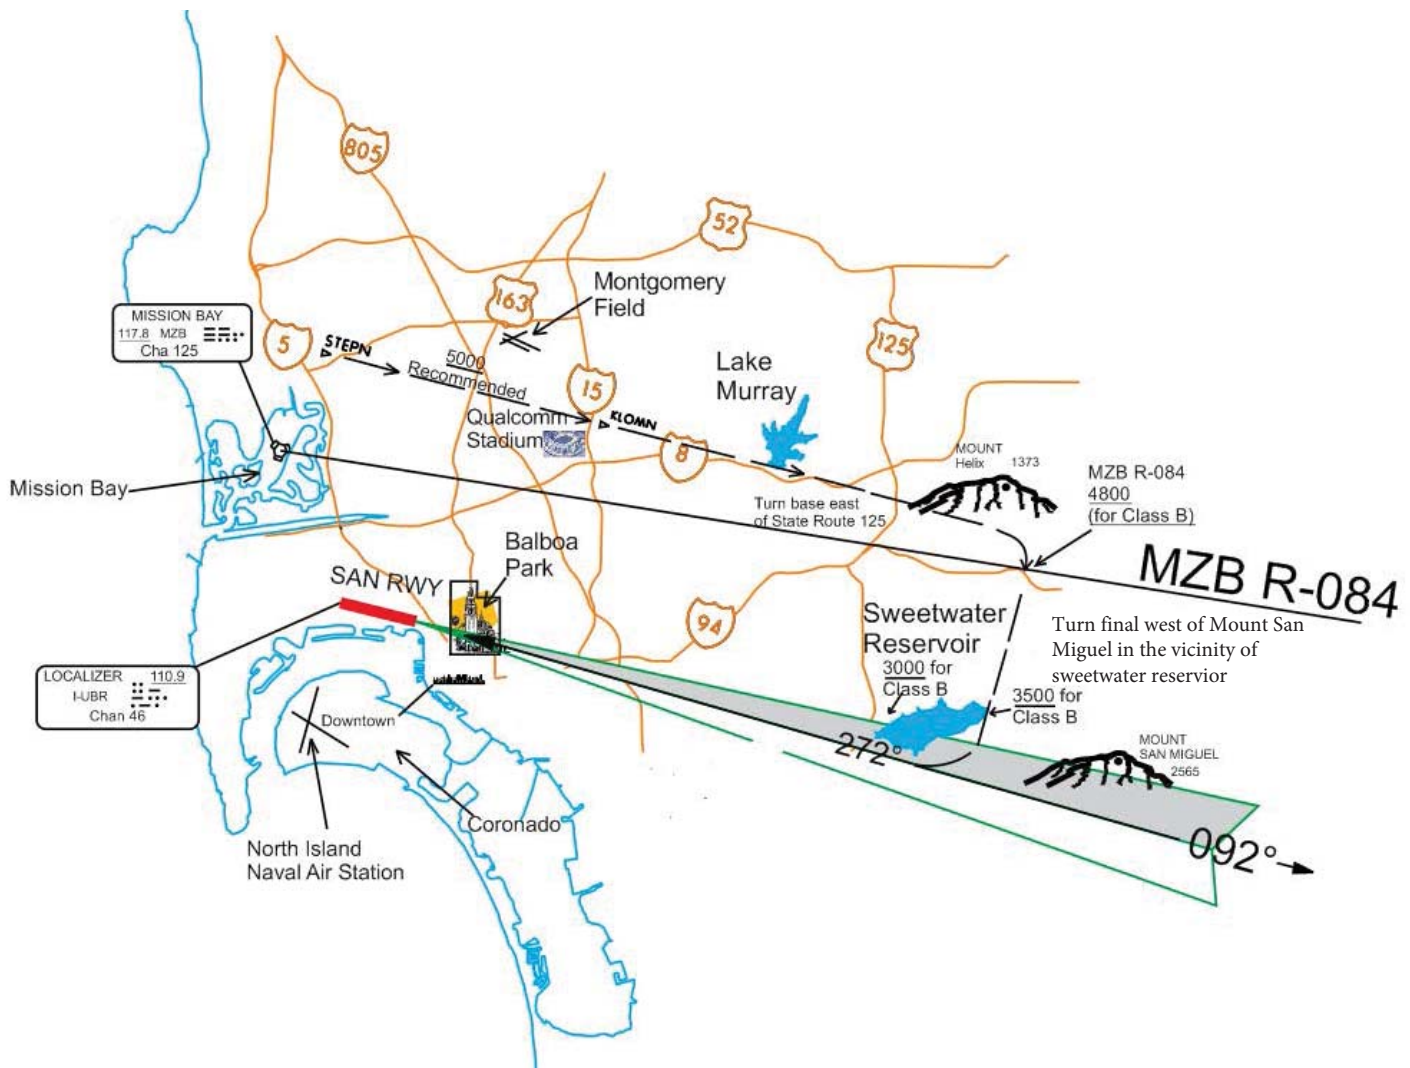 805
52
Montgomery
Field
163
MISSION BAY
117.8 MZB
Cha 125
5
STEPN
5000
Recommended
125
15
Lake
Murray
Qualcomm
Stadium
KLOMN
8
MOUNT
Helix 1373
MZB R-084
4800
(for Class B)
Mission Bay
Turn base east
of State Route 125
Balboa
Park
MZB R-084
SAN RWY
94
Sweetwater
Reservoir
3000 for
Class B
Turn final west of Mount San
Miguel in the vicinity of
sweetwater reservior
3500 for
Class B
LOCALIZER 110.9
I-UBR
Chan 46
Downtown
272°
MOUNT
SAN MIGUEL
2565
Coronado
092°
North Island
Naval Air Station